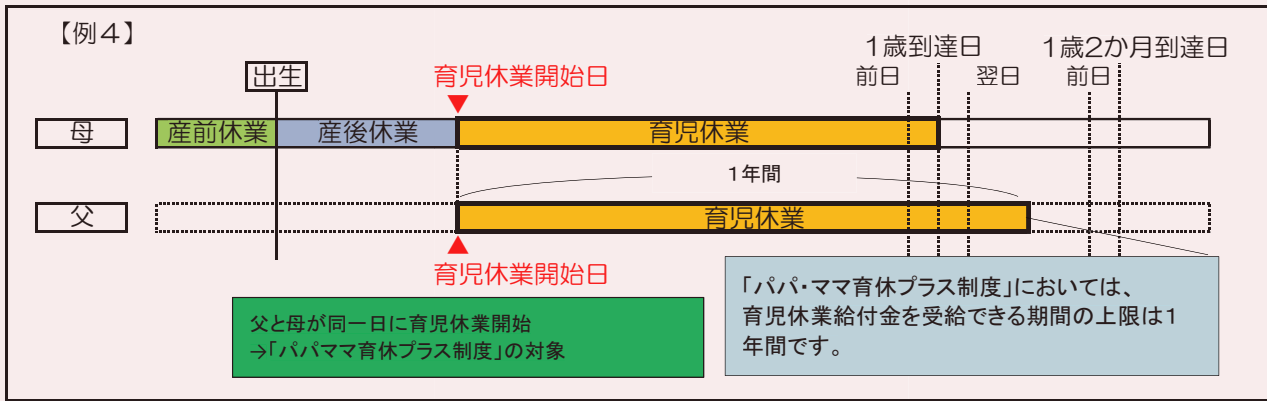 【例４】
１歳到達日
１歳２か月到達日
前日
翌日
前日
出生
育児休業開始日
母
産前休業
産後休業
育児休業
１年間
父
育児休業
育児休業開始日
父と母が同一日に育児休業開始
→「パパママ育休プラス制度」の対象
「パパ・ママ育休プラス制度」においては、
育児休業給付金を受給できる期間の上限は１
年間です。